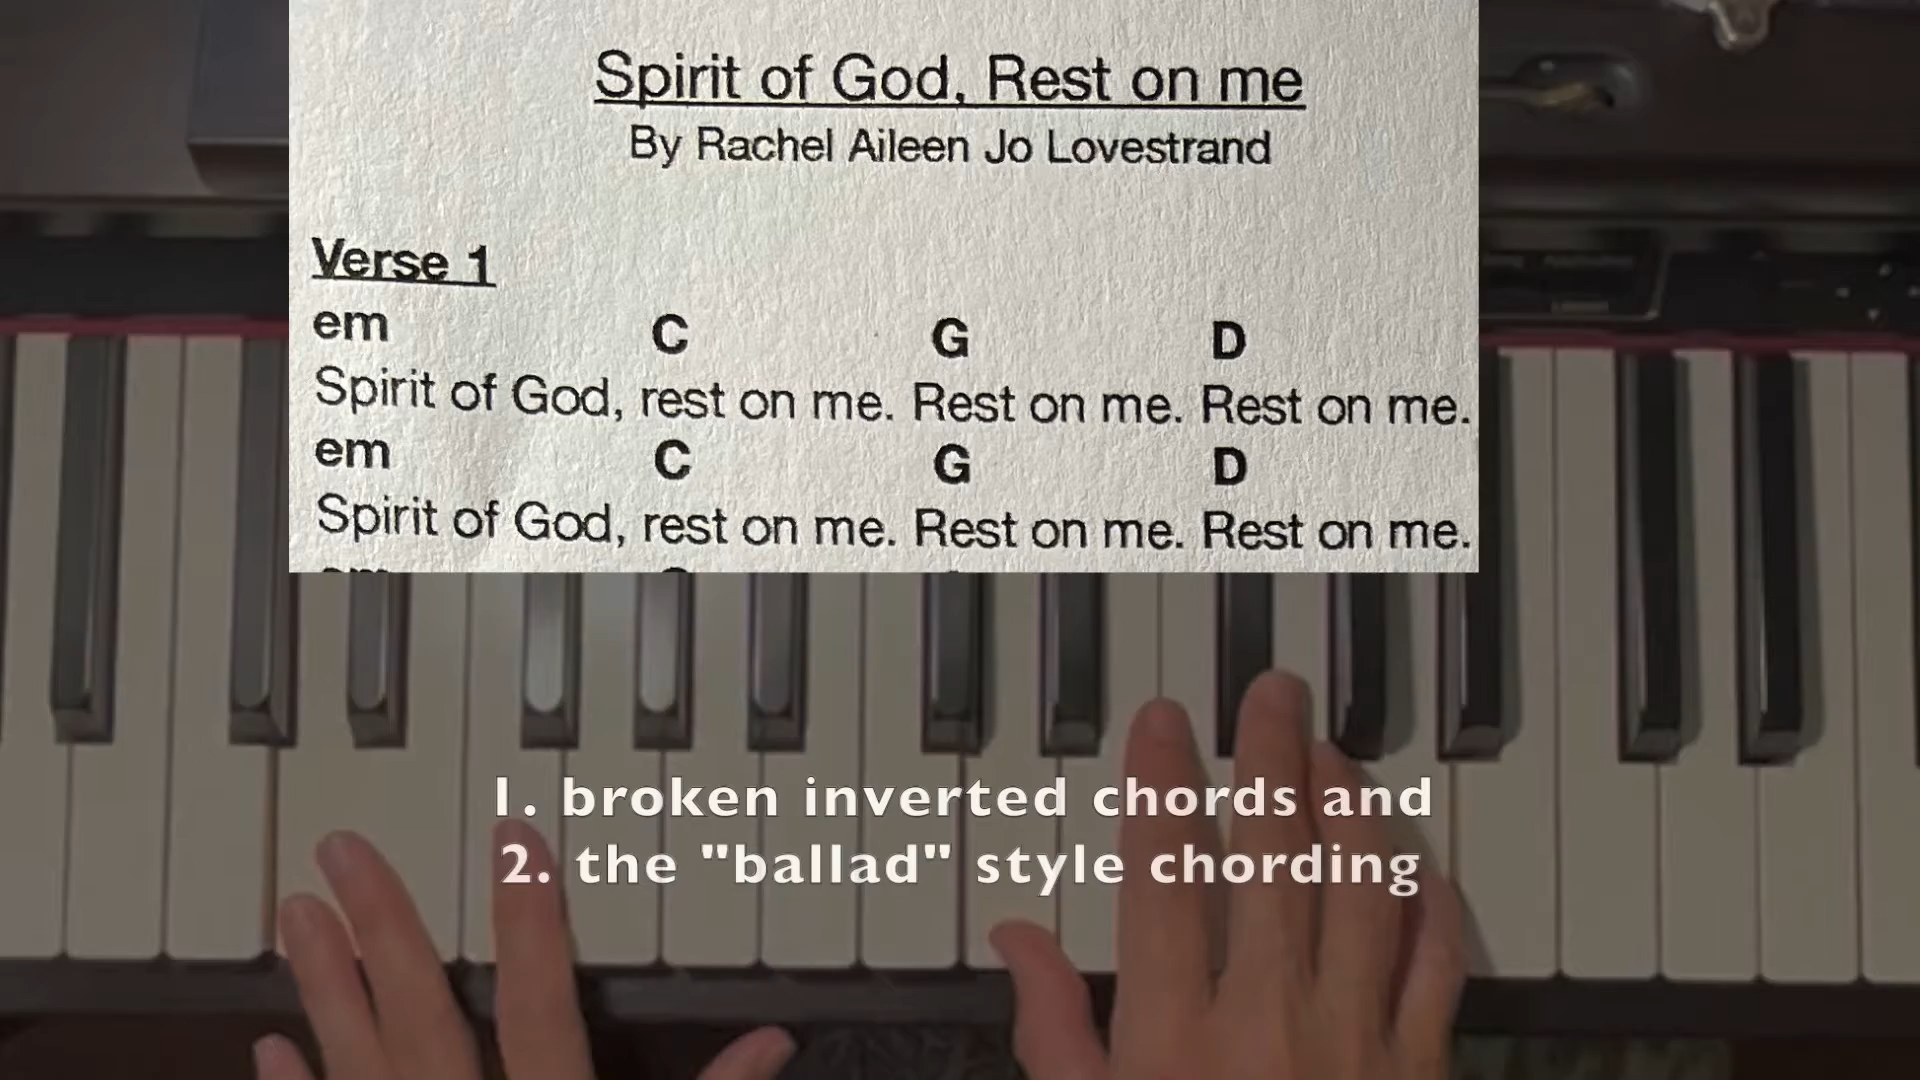 Spirit of God, Rest on me
By Rachel Aileen Jo Lovestrand
Verse 1
em C G D
Spirit of God, rest on me. Rest on me. Rest on me.
em C G D
Spirit of God, rest on me. Rest on me. Rest on me.
1. broken inverted chords and
2. the "ballad" style chording